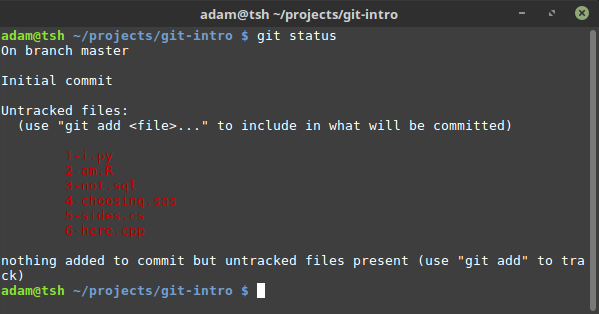 adam@tsh ~/projects/git-intro
adam@tsh ~/projects/git-intro $ git status
On branch master
Initial commit
Untracked files:
(use "git add <file>..." to include in what will be committed)
1-i.py
2-am.R
3-not.sql
4-choosing.sas
5-sides.cs
6-here.cpp
nothing added to commit but untracked files present (use "git add" to tra
ck)
adam@tsh ~/projects/git-intro $